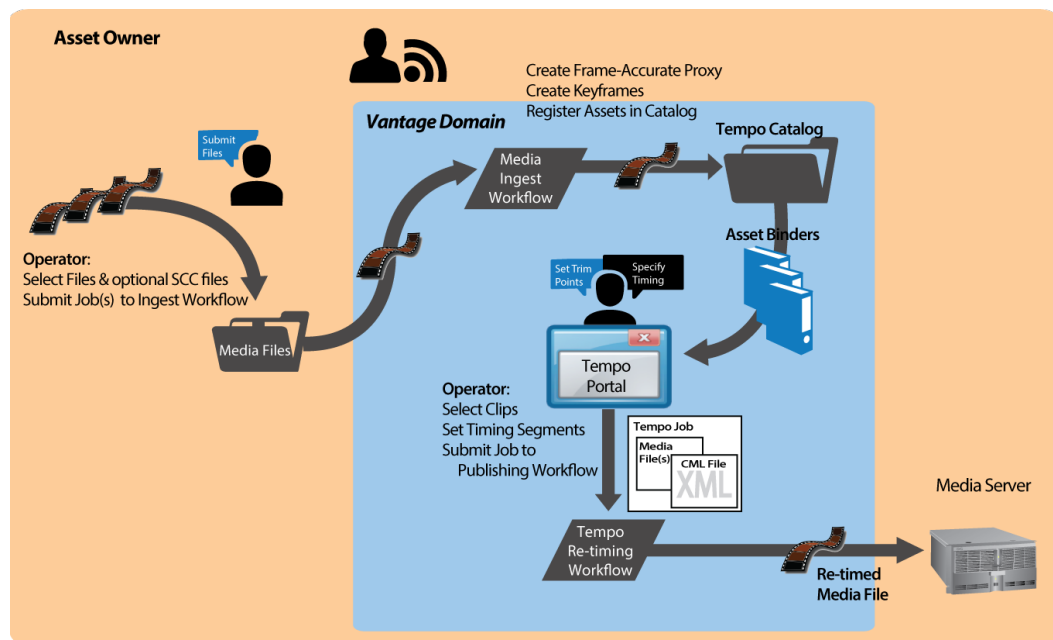 Asset Owner
Create Frame-Accurate Proxy
Create Keyframes
Register Assets in Catalog
Vantage Domain
Tempo Catalog
Submit
Files
Media
Ingest
Workflow
Operator:
Select Files & optional SCC files
Submit Job(s) to Ingest Workflow
Media Files
Asset Binders
Set Trim
Points
Specify
Timing
Tempo
Portal
Operator:
Select Clips
Set Timing Segments
Submit Job to
Publishing Workflow
Tempo Job
Media
File(s)
CML File
XML
Media Server
Tempo
Re-timing
Workflow
Re-timed
Media File